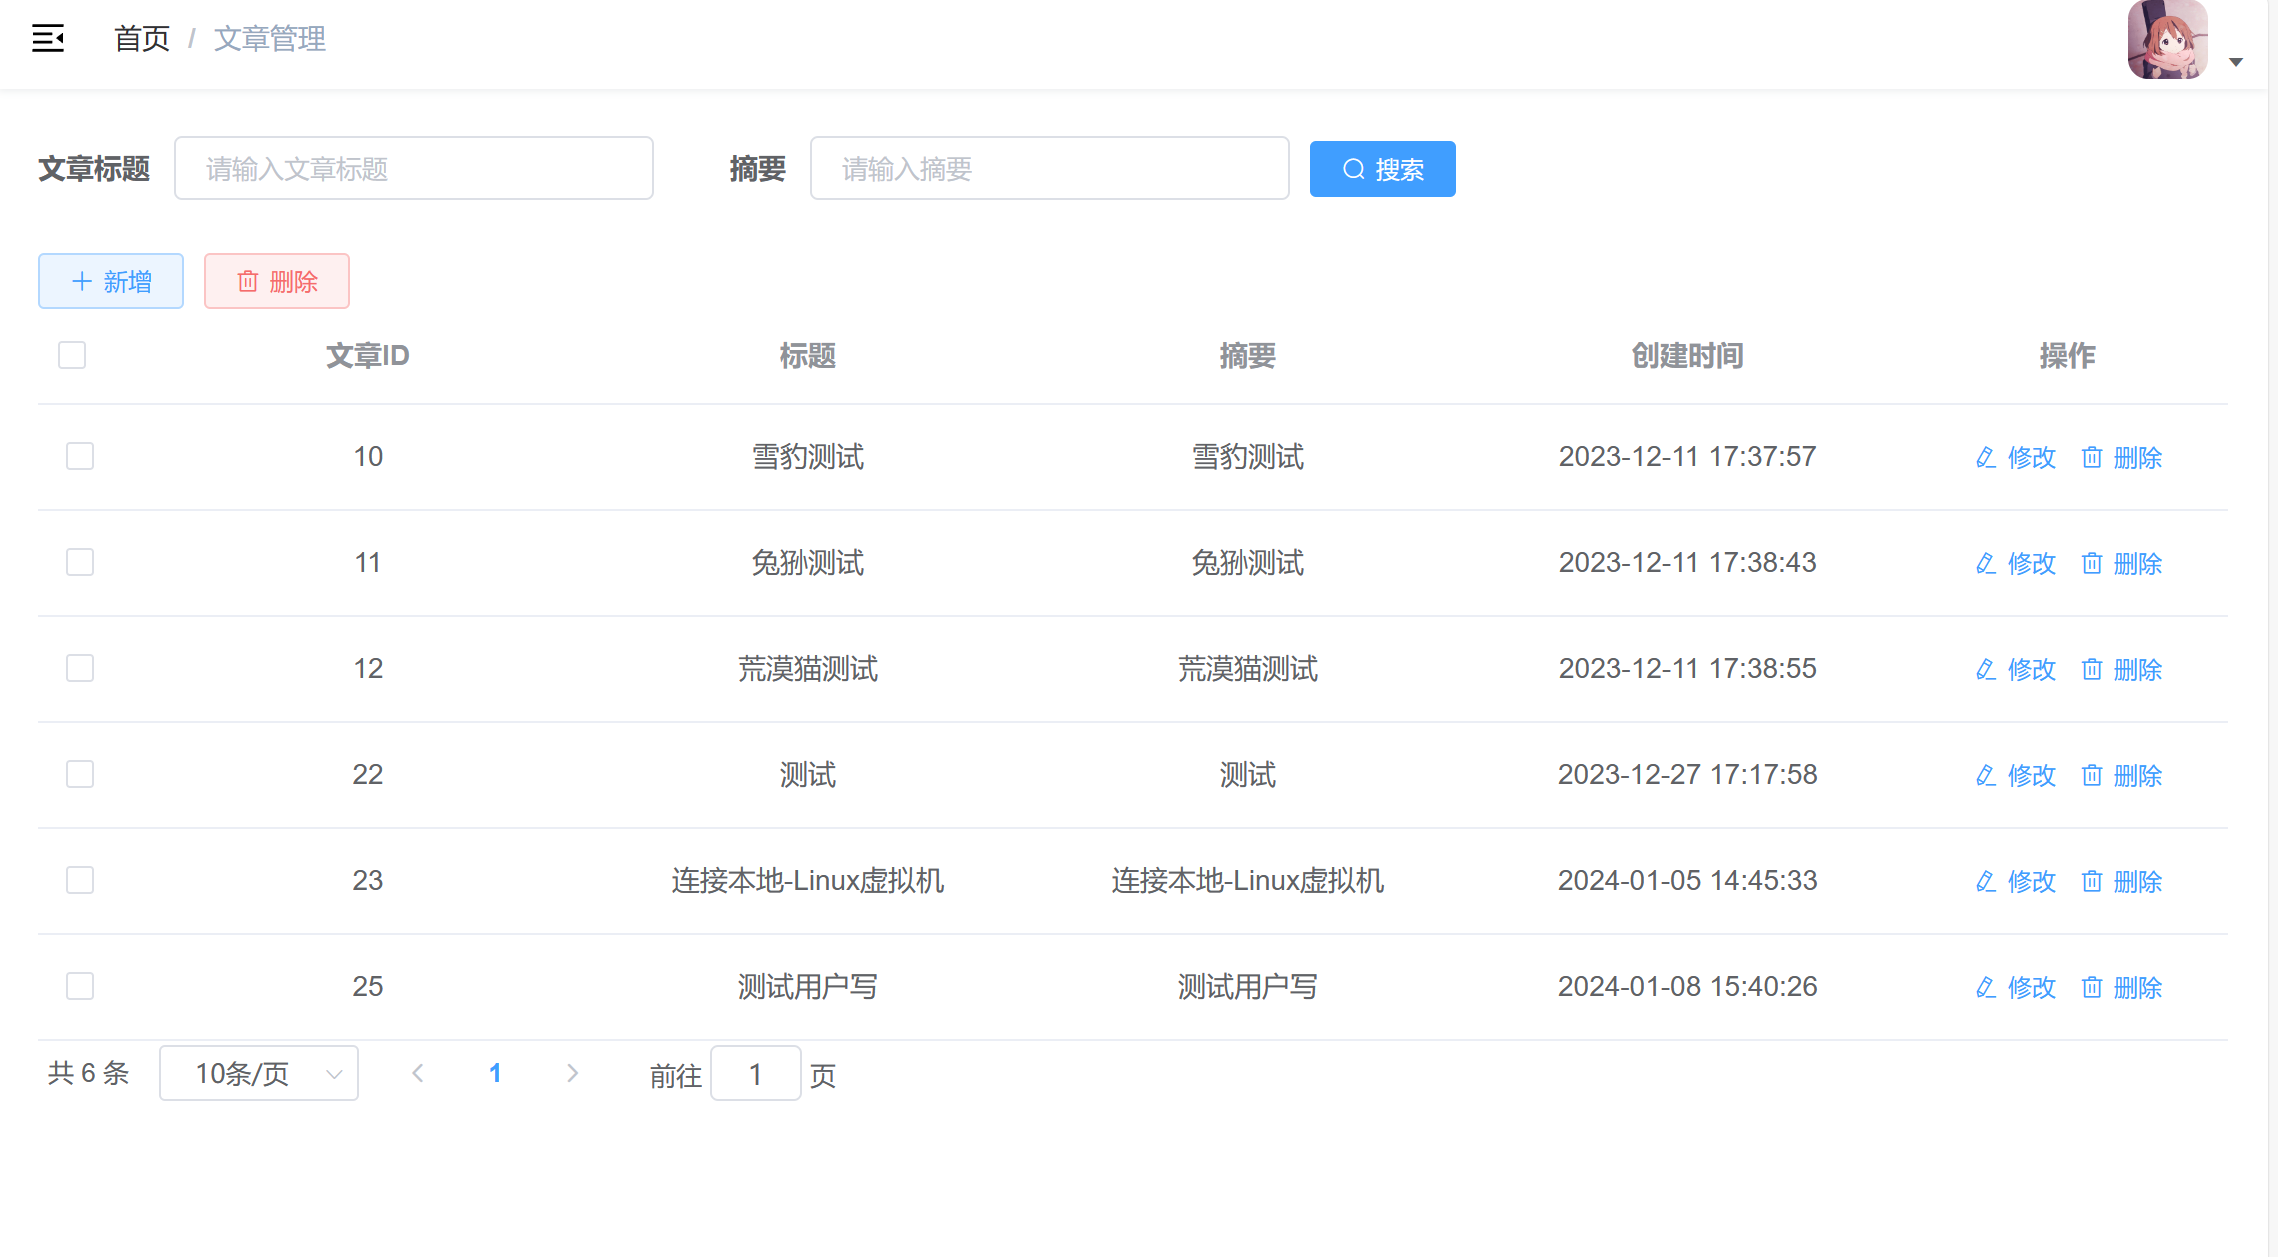 首页 / 文章管理
文章标题 请输入文章标题 摘要 请输入摘要 搜索
新增 删除
文章ID 标题 摘要 创建时间 操作
10 雪豹测试 雪豹测试 2023-12-11 17:37:57 修改 删除
11 兔狲测试 兔狲测试 2023-12-11 17:38:43 修改 删除
12 荒漠猫测试 荒漠猫测试 2023-12-11 17:38:55 修改 删除
22 测试 测试 2023-12-27 17:17:58 修改 删除
23 连接本地-Linux虚拟机 连接本地-Linux虚拟机 2024-01-05 14:45:33 修改 删除
25 测试用户写 测试用户写 2024-01-08 15:40:26 修改 删除
共 6 条 10条/页 1 前往 1 页